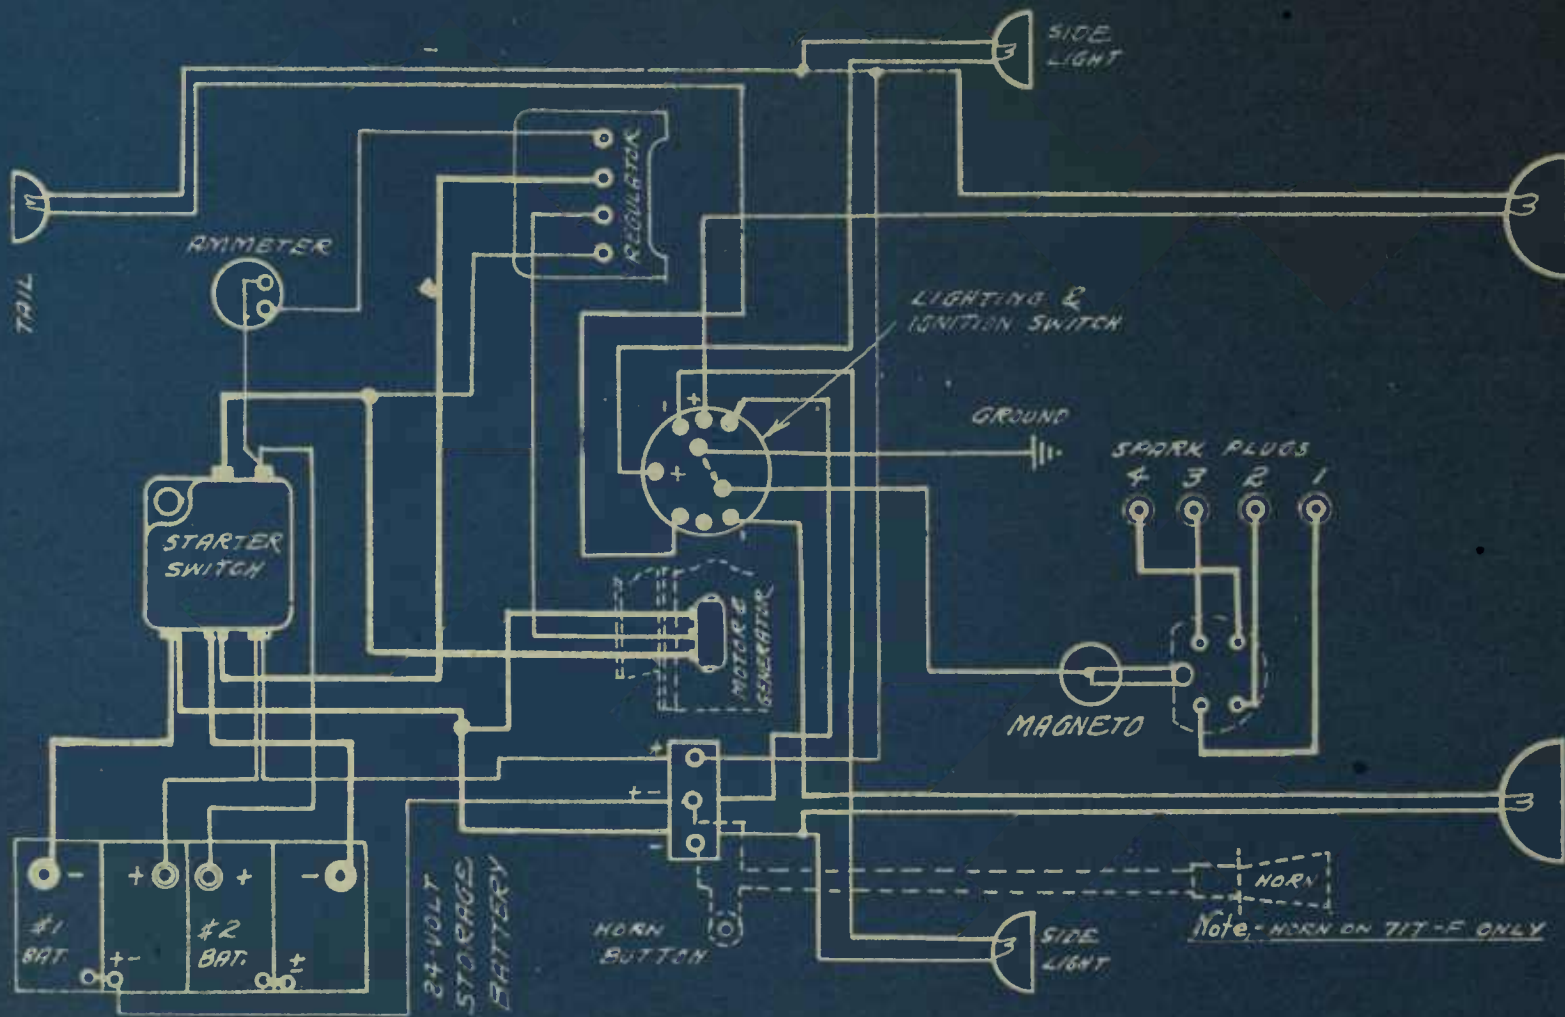 SIDE
LIGHT
REGULATOR
AMMETER
TAIL
LIGHTING &
IGNITION SWITCH
GROUND
SPARK PLUGS
4 3 2 1
- +
+
-
STARTER
SWITCH
MOTOR &
GENERATOR
MAGNETO
+
+ -
-
- + + -
#1
BAT.
+ -
#2
BAT.
±
24 VOLT
STORAGE
BATTERY
HORN
BUTTON
HORN
Note,- HORN ON 717-F ONLY
SIDE
LIGHT